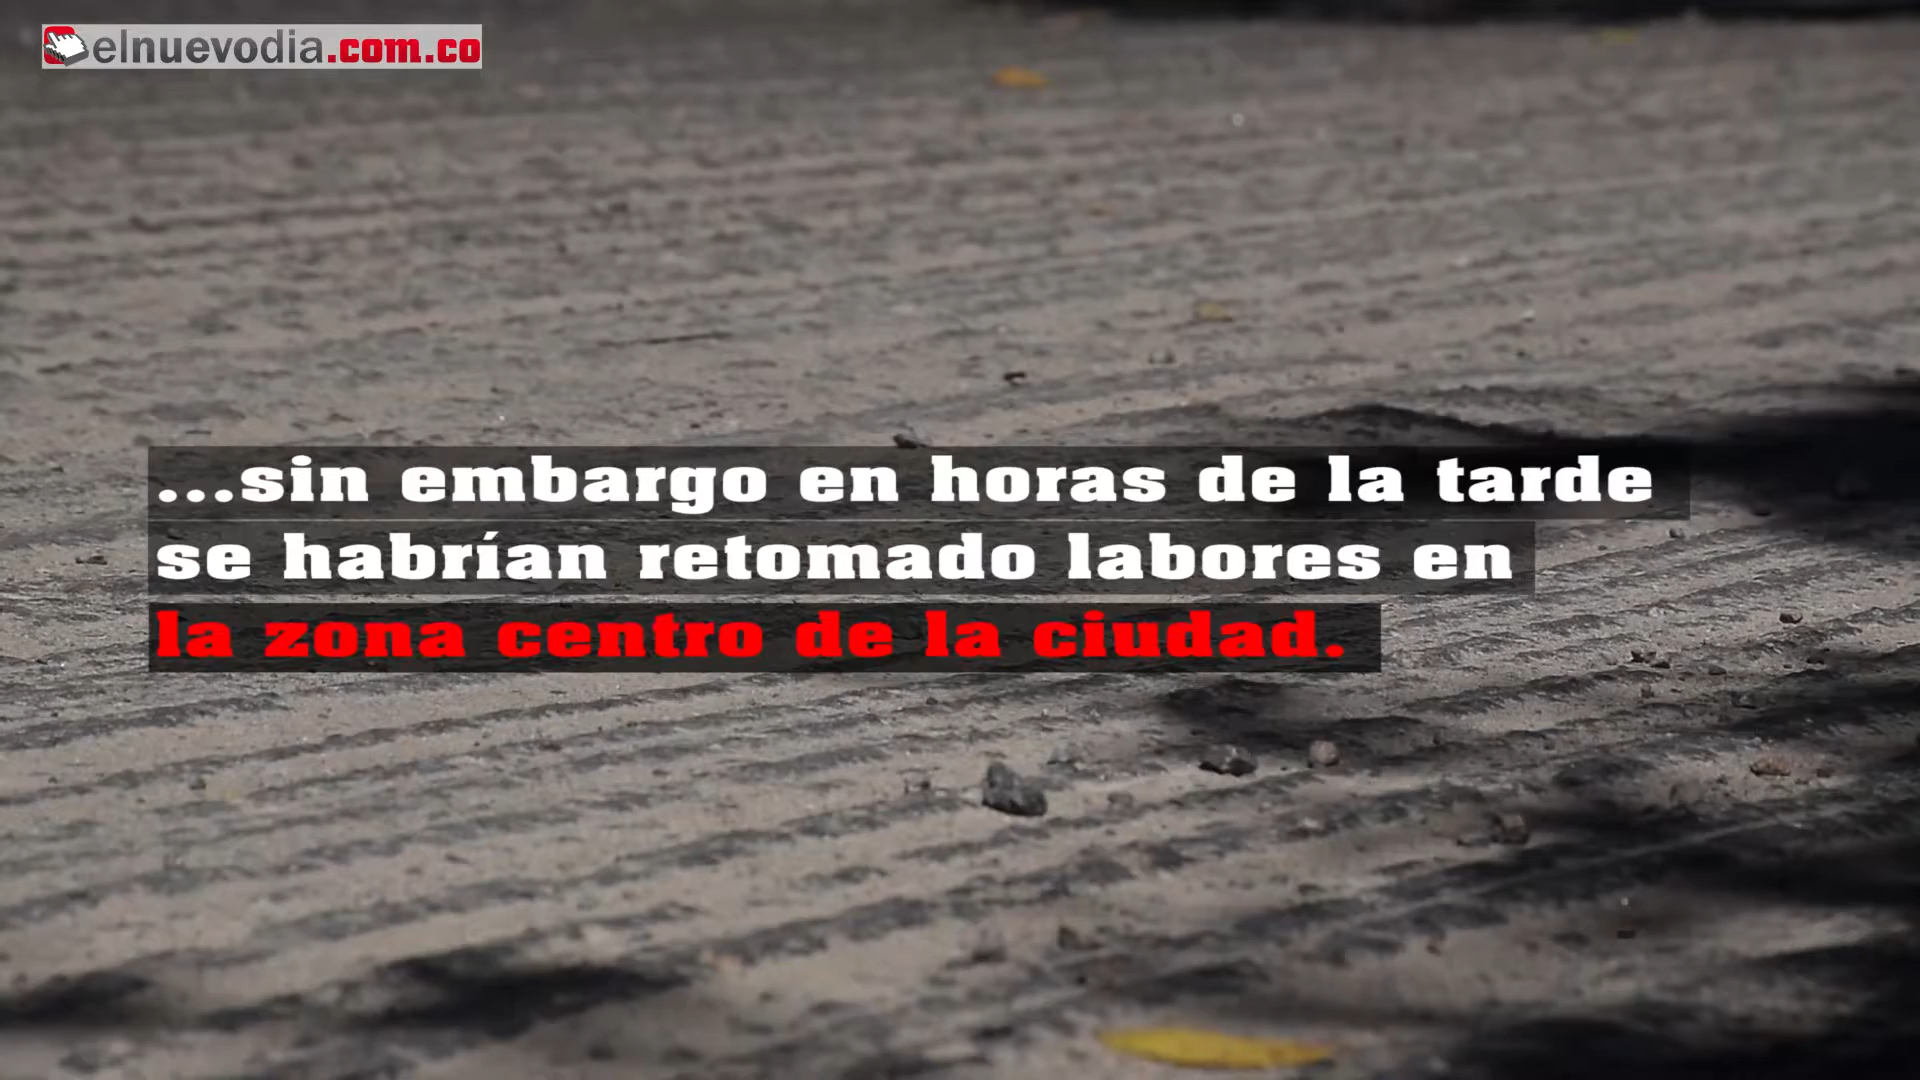 elnuevodia.com.co
...sin embargo en horas de la tarde
se habrían retomado labores en
la zona centro de la ciudad.